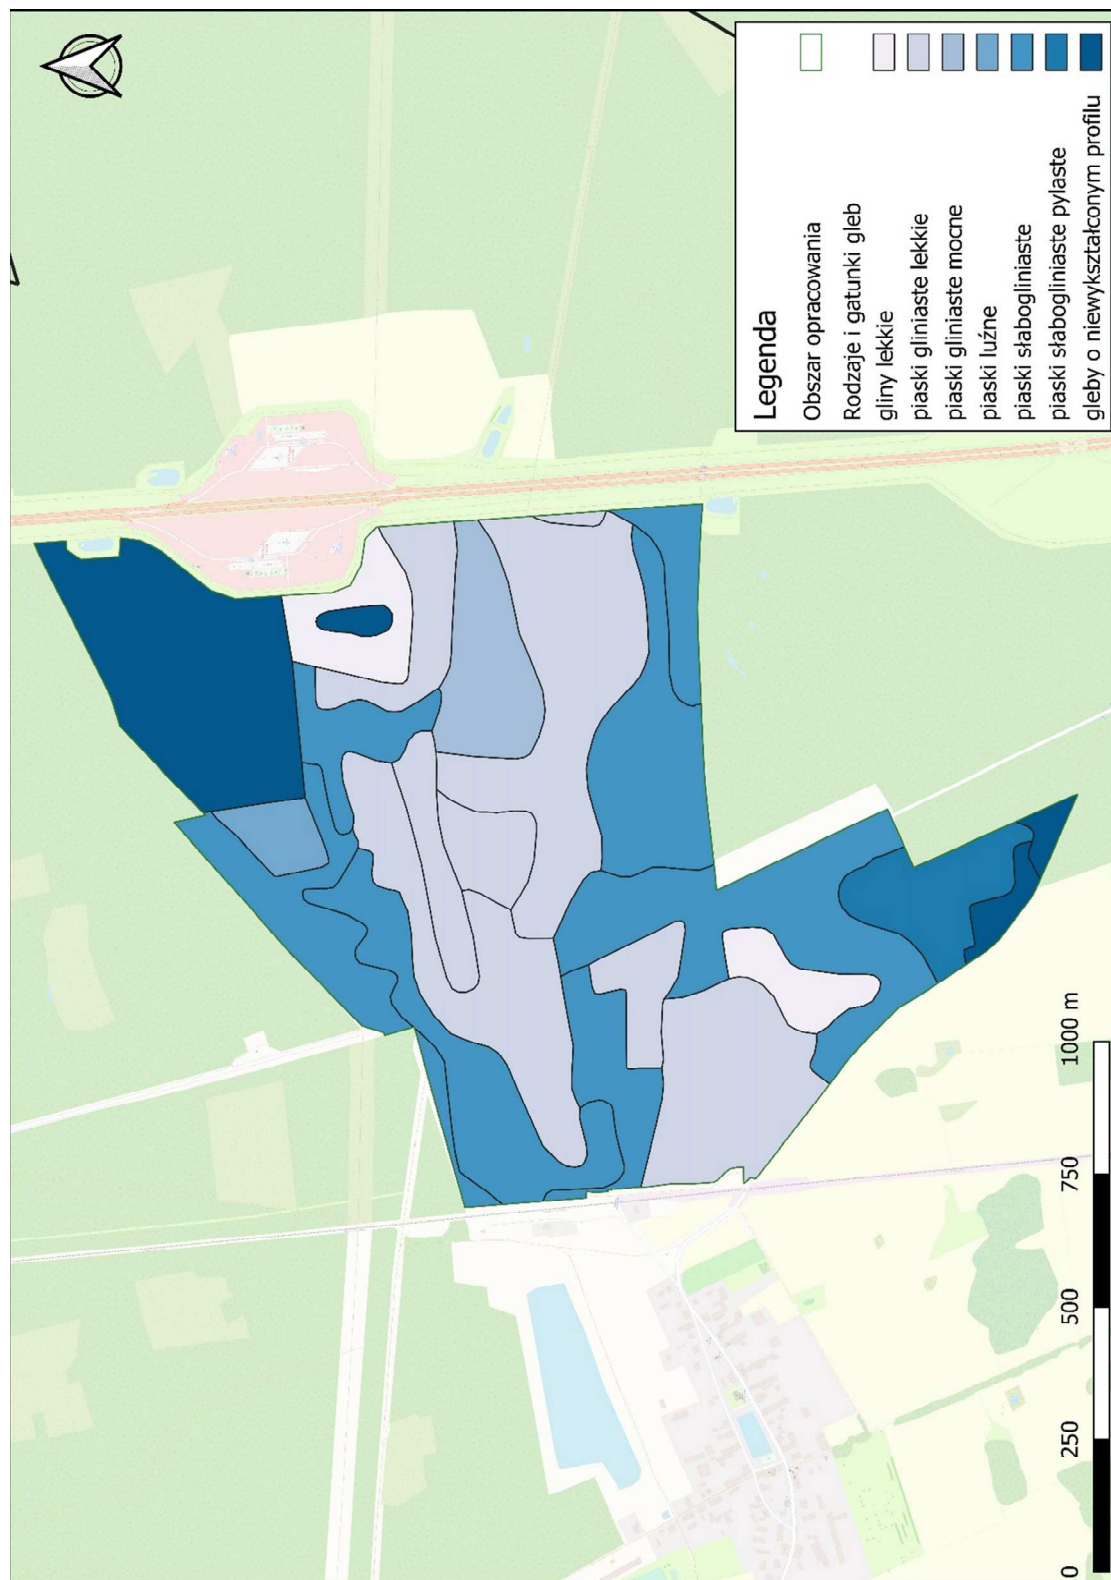 Legenda
Obszar opracowania
Rodzaje i gatunki gleb
gliny lekkie
piaski gliniaste lekkie
piaski gliniaste mocne
piaski luźne
piaski słabogliniaste
piaski słabogliniaste pylaste
gleby o niewykształconym profilu
0 250 500 750 1000 m